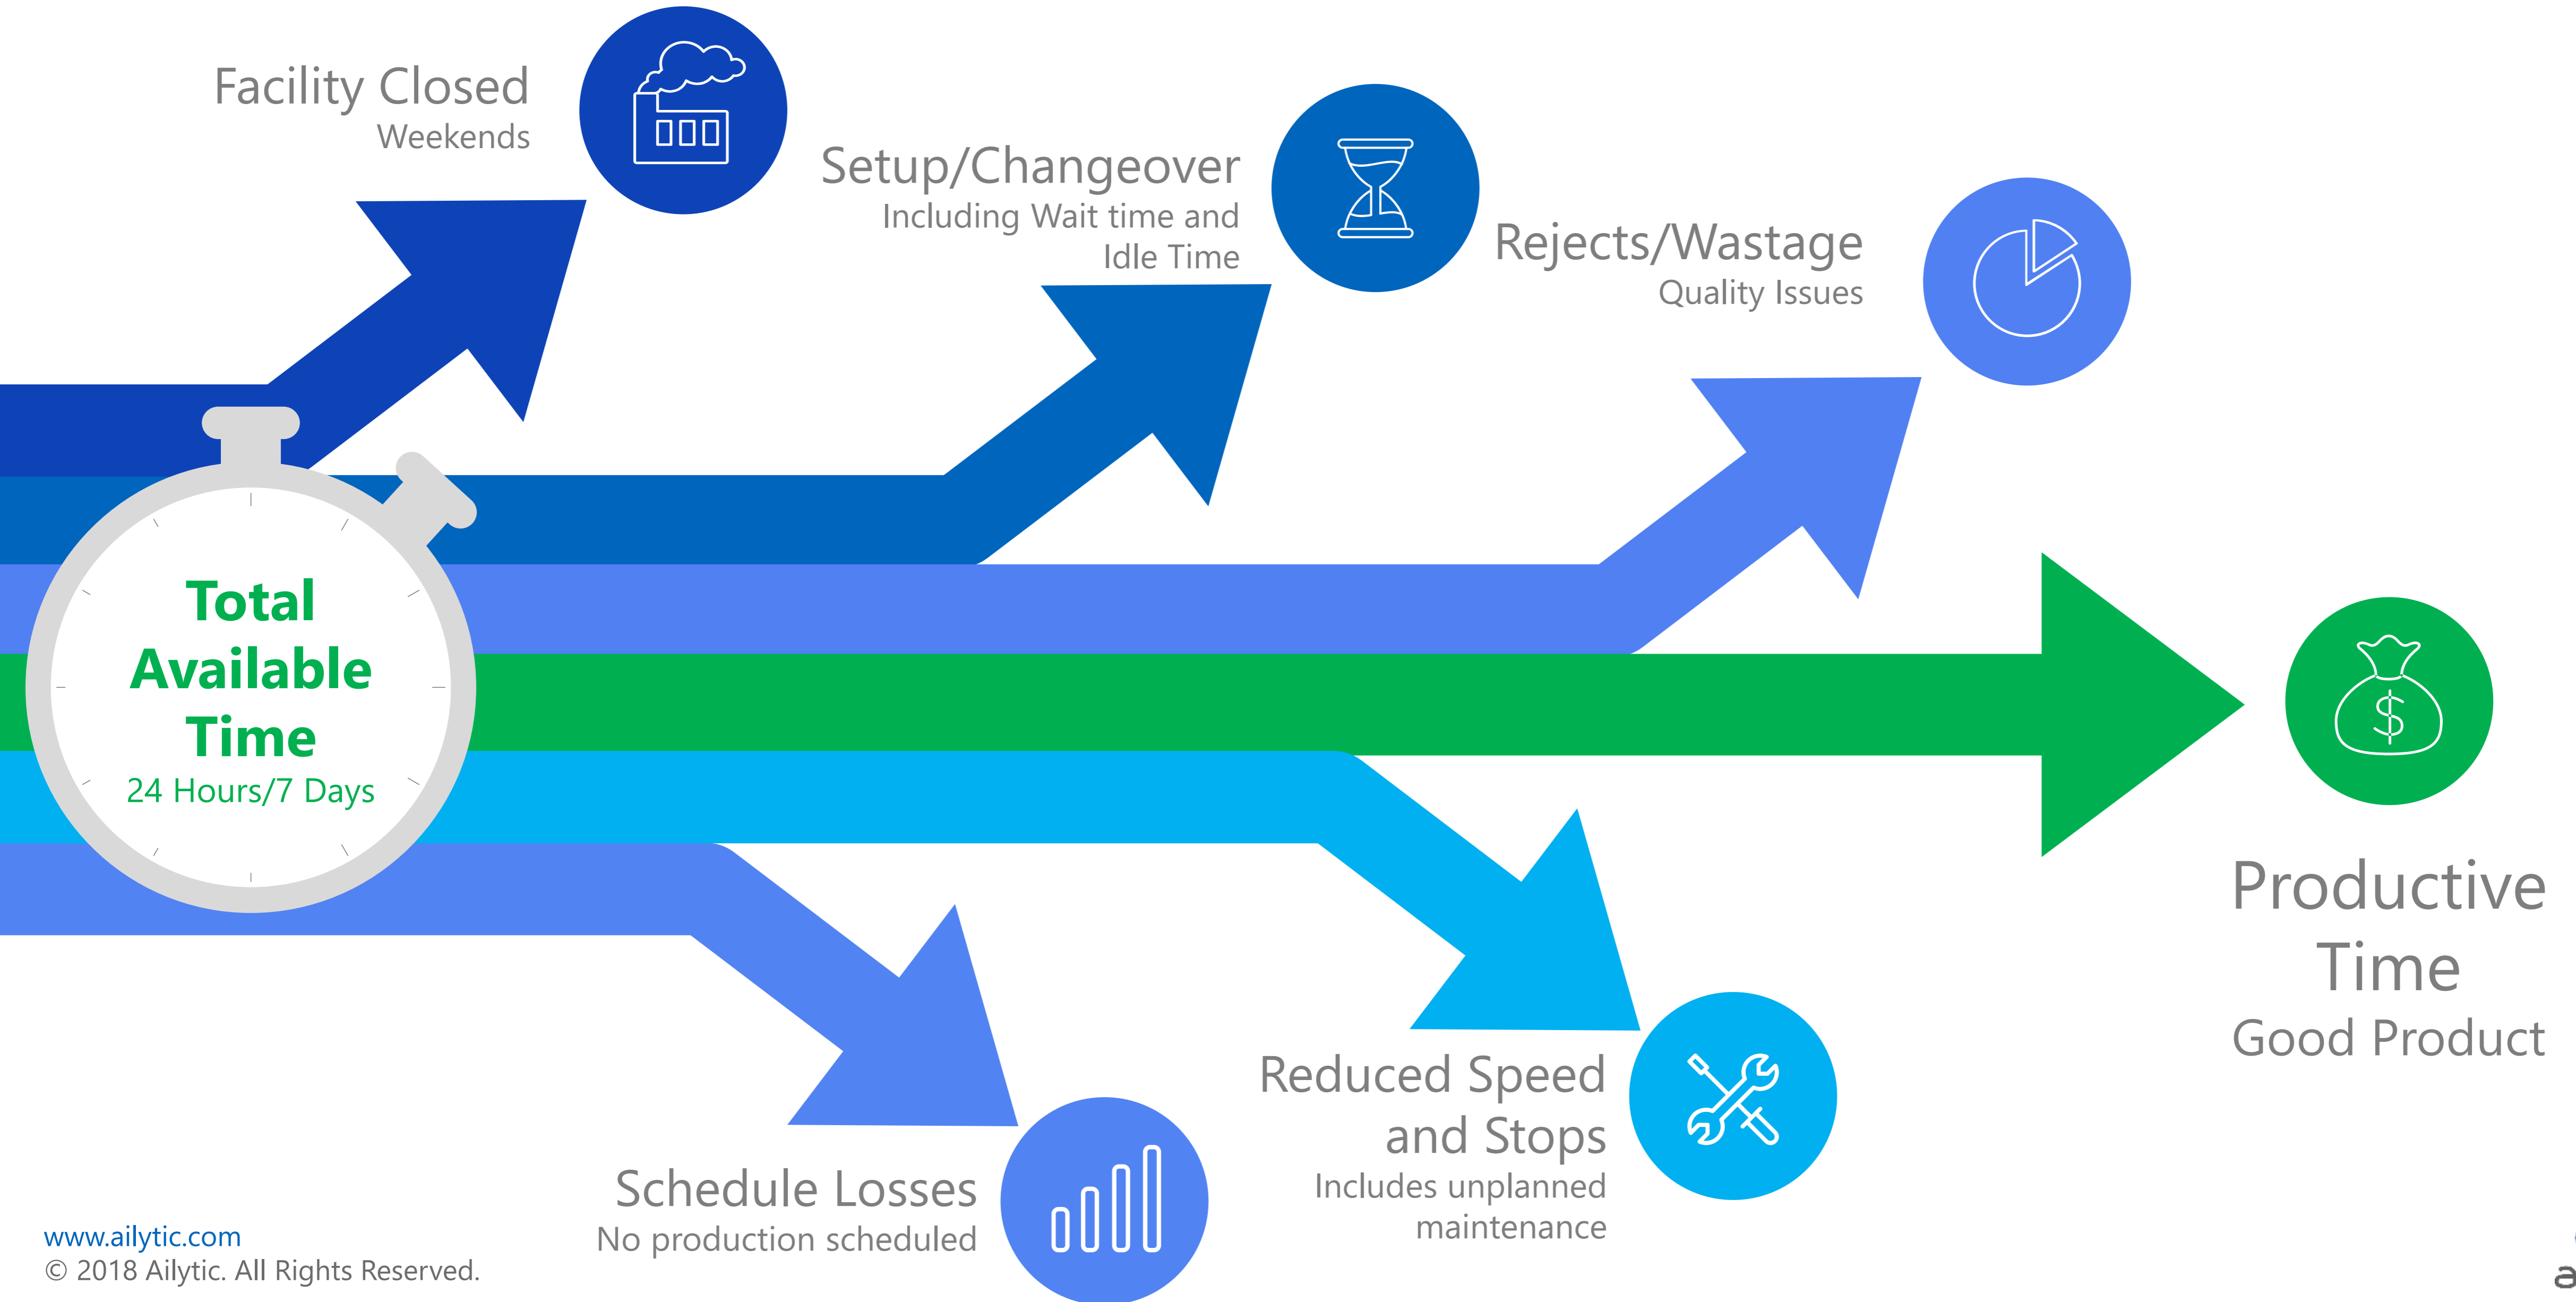 Facility Closed
Weekends
Setup/Changeover
Including Wait time and
Idle Time
Rejects/Wastage
Quality Issues
Total
Available
Time
24 Hours/7 Days
$
Productive
Time
Good Product
Reduced Speed
and Stops
Includes unplanned
maintenance
Schedule Losses
No production scheduled
www.ailytic.com
© 2018 Ailytic. All Rights Reserved.